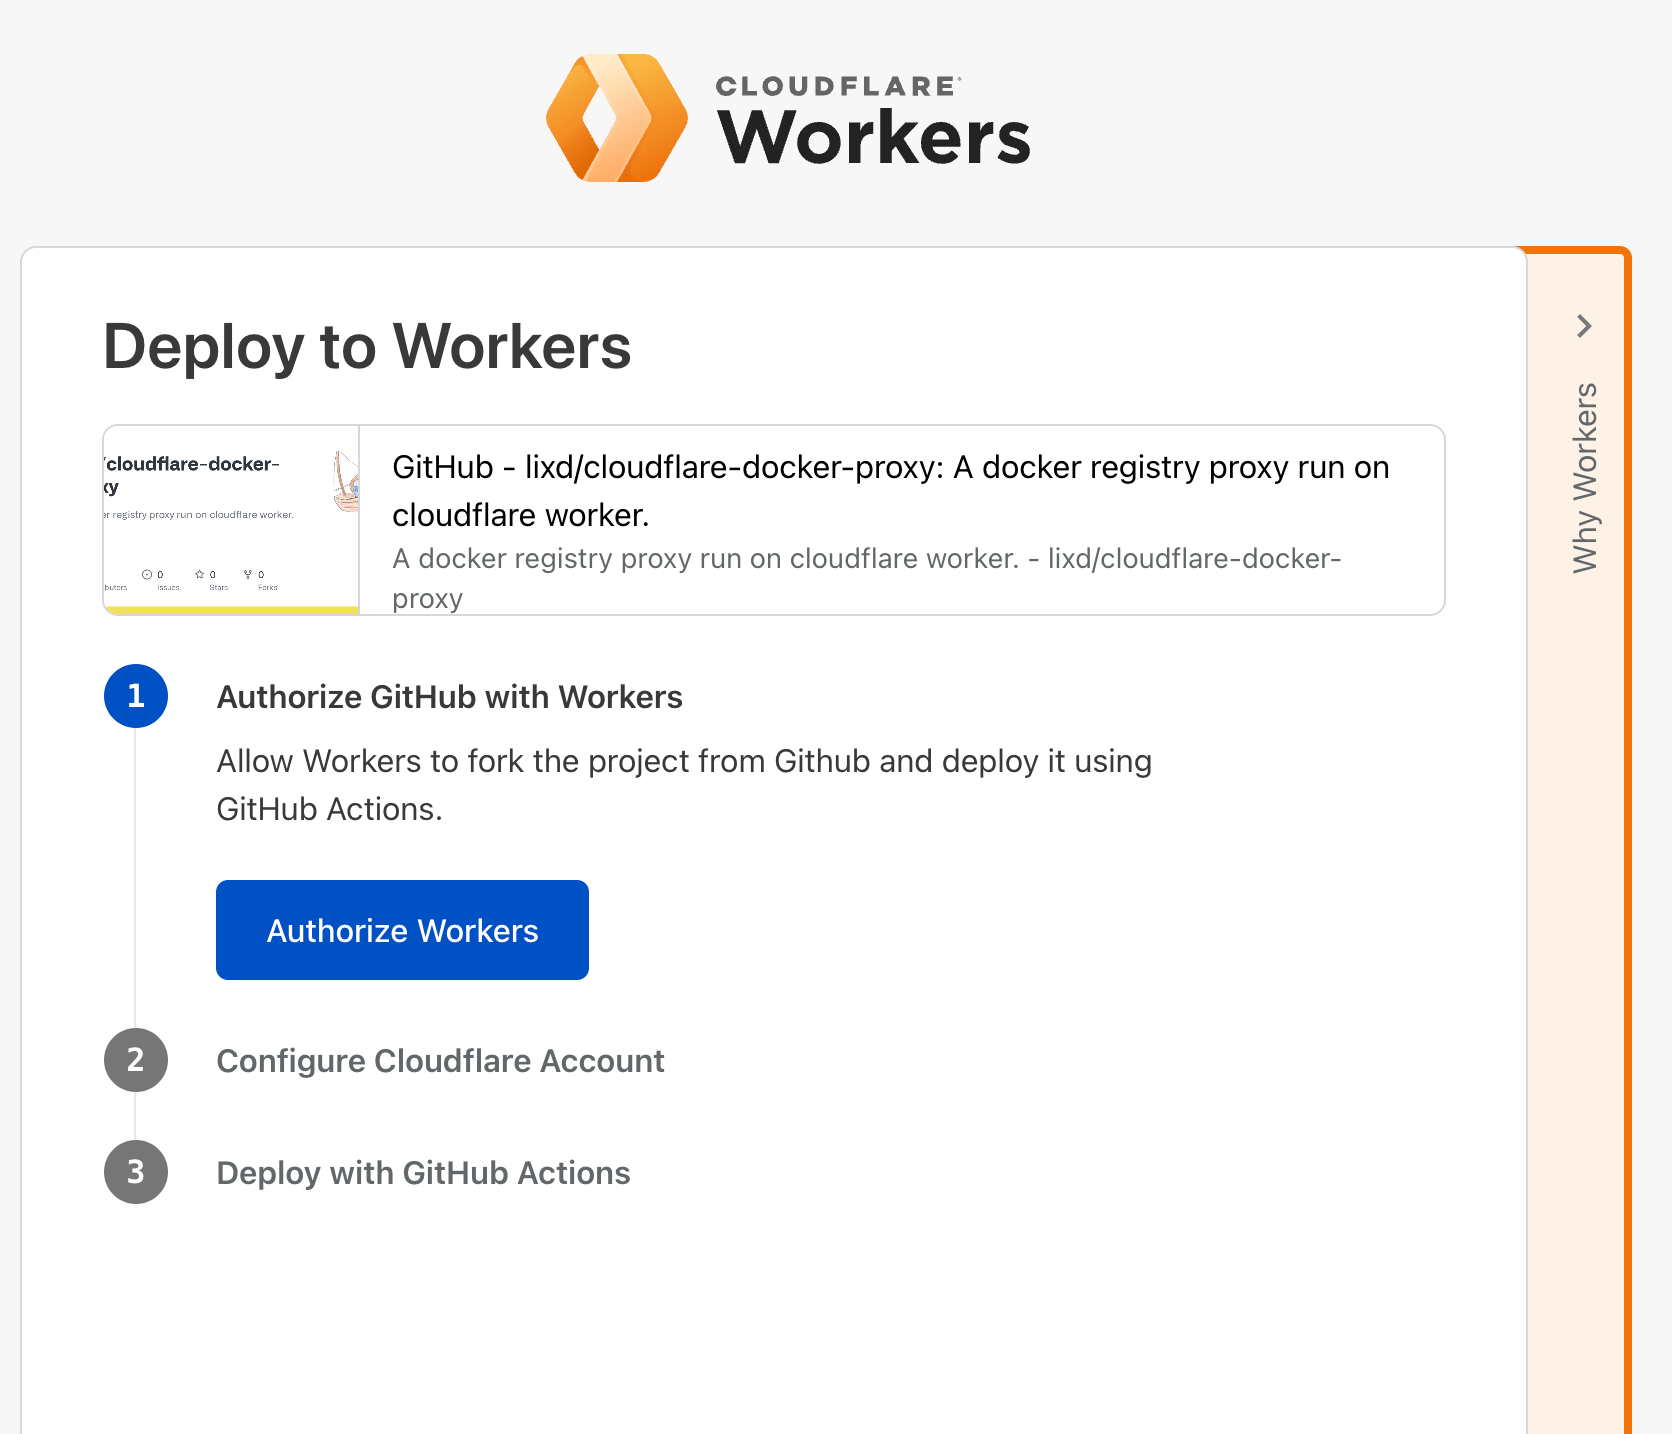 CLOUDFLARE
Workers
Deploy to Workers
/cloudflare-docker-
xy
er registry proxy run on cloudflare worker.
0
0
0
butors
Issues
Stars
Forks
GitHub - lixd/cloudflare-docker-proxy: A docker registry proxy run on
cloudflare worker.
A docker registry proxy run on cloudflare worker. - lixd/cloudflare-docker-
proxy
1
Authorize GitHub with Workers
Allow Workers to fork the project from Github and deploy it using
GitHub Actions.
Authorize Workers
2
Configure Cloudflare Account
3
Deploy with GitHub Actions
Why Workers